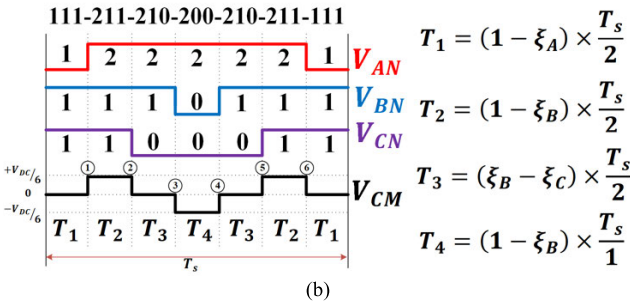 111-211-210-200-210-211-111
1 2 2 2 2 2 1 V_AN
1 1 1 0 1 1 1 V_BN
1 1 0 0 0 1 1 V_CN
+V_DC/6
① ② ⑤ ⑥
0 ③ ④ V_CM
−V_DC/6
T_1 T_2 T_3 T_4 T_3 T_2 T_1
T_s
T_1 = (1 − ξ_A) × T_s/2
T_2 = (1 − ξ_B) × T_s/2
T_3 = (ξ_B − ξ_C) × T_s/2
T_4 = (1 − ξ_B) × T_s/1
(b)